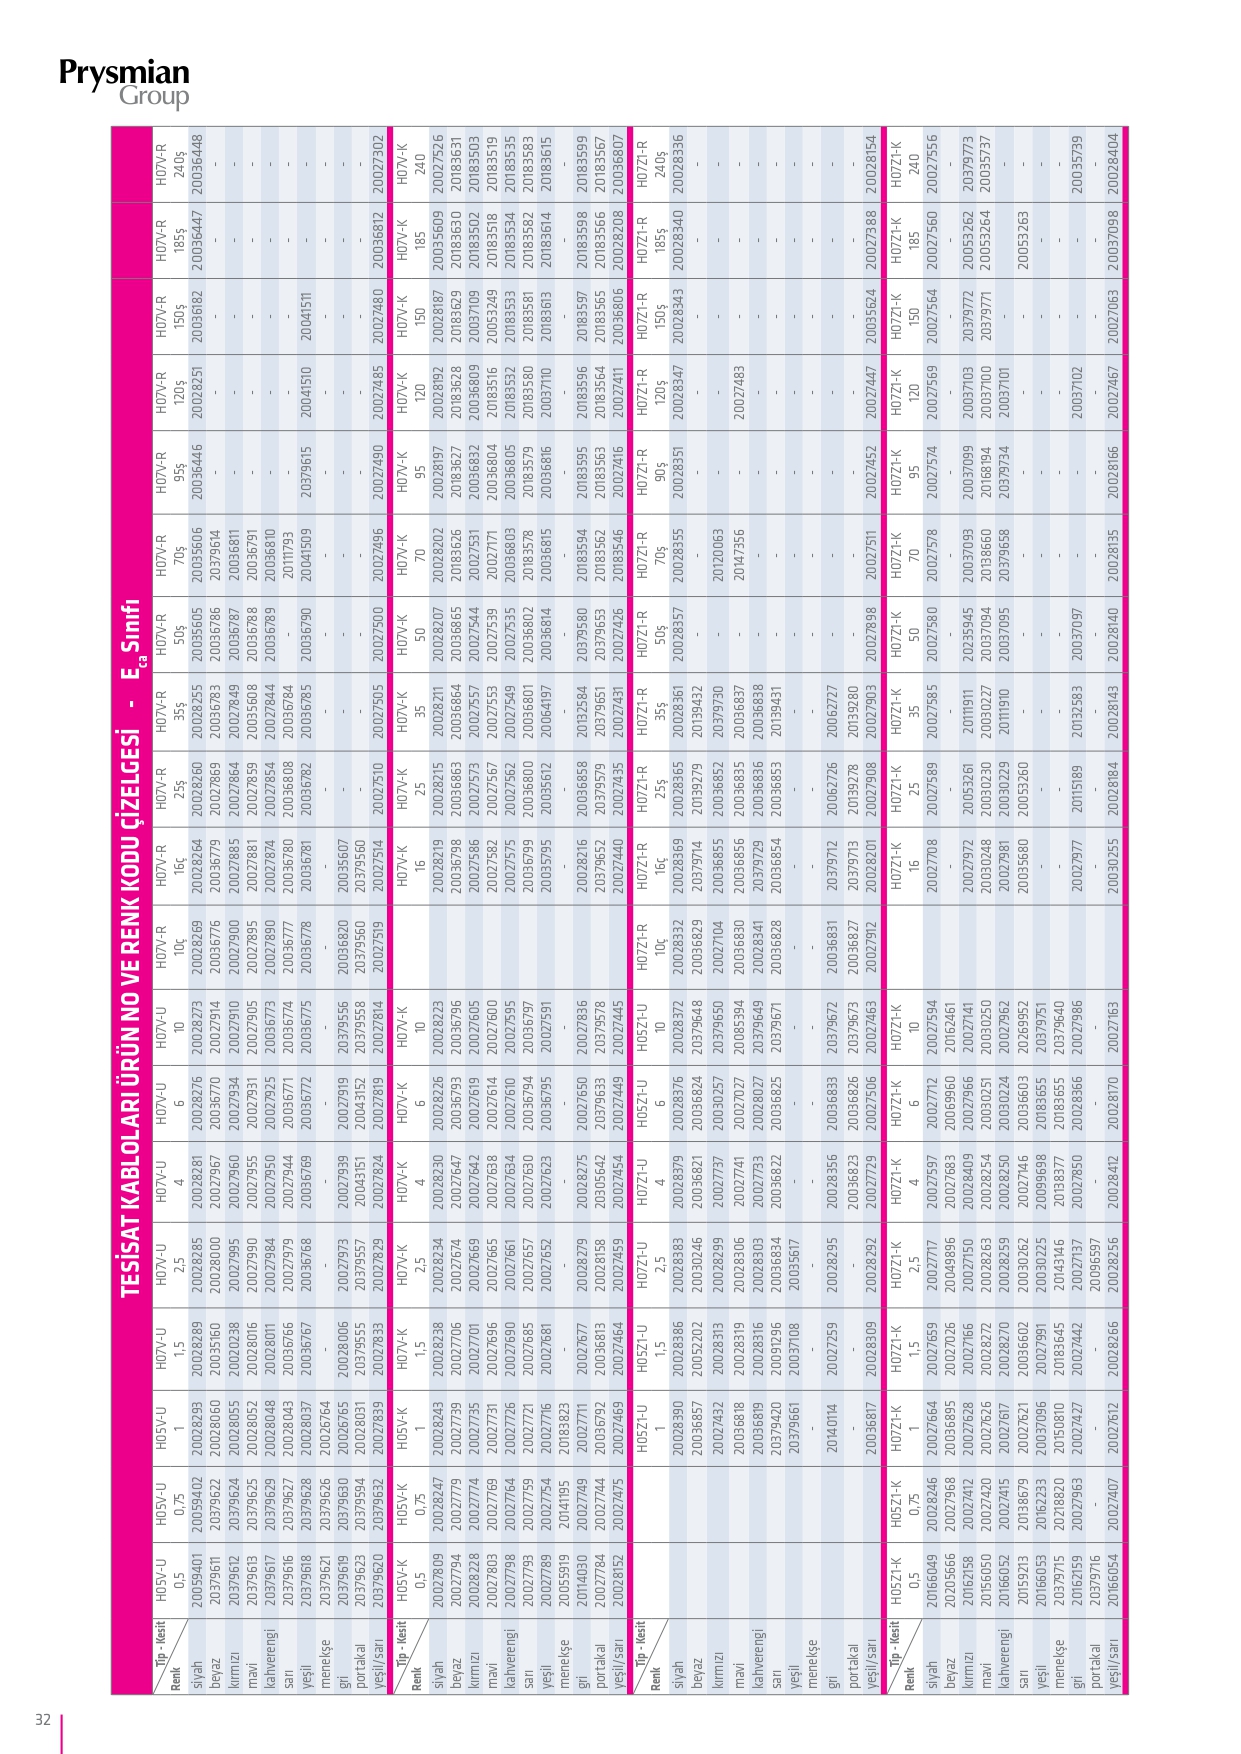 Prysmian
Group
TESİSAT KABLOLARI ÜRÜN NO VE RENK KODU ÇİZELGESİ - Eca Sınıfı
Tip - Kesit H05V-U H05V-U H05V-U H07V-U H07V-U H07V-U H07V-U H07V-U H07V-R H07V-R H07V-R H07V-R H07V-R H07V-R H07V-R H07V-R H07V-R H07V-R H07V-R
Renk 0,5 0,75 1 1,5 2,5 4 6 10 10ç 16ç 25ş 35ş 50ş 70ş 95ş 120ş 150ş 185ş 240ş
siyah 20059401 20059402 20028293 20028289 20028285 20028281 20028276 20028273 20028269 20028264 20028260 20028255 20035605 20035606 20036446 20028251 20036182 20036447 20036448
beyaz 20379611 20379622 20028060 20035160 20028000 20027967 20036770 20027914 20036776 20036779 20027869 20036783 20036786 20379614 - - - - -
kırmızı 20379612 20379624 20028055 20020238 20027995 20027960 20027934 20027910 20027900 20027885 20027864 20027849 20036787 20036811 - - - - -
mavi 20379613 20379625 20028052 20028016 20027990 20027955 20027931 20027905 20027895 20027881 20027859 20035608 20036788 20036791 - - - - -
kahverengi 20379617 20379629 20028048 20028011 20027984 20027950 20027925 20036773 20027890 20027874 20027854 20027844 20036789 20036810 - - - - -
sarı 20379616 20379627 20028043 20036766 20027979 20027944 20036771 20036774 20036777 20036780 20036808 20036784 - 20111793 - - - - -
yeşil 20379618 20379628 20028037 20036767 20036768 20036769 20036772 20036775 20036778 20036781 20036782 20036785 20036790 20041509 20379615 20041510 20041511 - -
menekşe 20379621 20379626 20026764 - - - - - - - - - - - - - - - -
gri 20379619 20379630 20026765 20028006 20027973 20027939 20027919 20379556 20036820 20035607 - - - - - - - - -
portakal 20379623 20379594 20028031 20379555 20379557 20043151 20043152 20379558 20379560 20379560 - - - - - - - - -
yeşil/sarı 20379620 20379632 20027839 20027833 20027829 20027824 20027819 20027814 20027519 20027514 20027510 20027505 20027500 20027496 20027490 20027485 20027480 20036812 20027302
Tip - Kesit H05V-K H05V-K H05V-K H07V-K H07V-K H07V-K H07V-K H07V-K H07V-K H07V-K H07V-K H07V-K H07V-K H07V-K H07V-K H07V-K H07V-K H07V-K
Renk 0,5 0,75 1 1,5 2,5 4 6 10 16 25 35 50 70 95 120 150 185 240
siyah 20027809 20028247 20028243 20028238 20028234 20028230 20028226 20028223 20028219 20028215 20028211 20028207 20028202 20028197 20028192 20028187 20035609 20027526
beyaz 20027794 20027779 20027739 20027706 20027674 20027647 20036793 20036796 20036798 20036863 20036864 20036865 20183626 20183627 20183628 20183629 20183630 20183631
kırmızı 20028228 20027774 20027735 20027701 20027669 20027642 20027619 20027605 20027586 20027573 20027557 20027544 20027531 20036832 20036809 20037109 20183502 20183503
mavi 20027803 20027769 20027731 20027696 20027665 20027638 20027614 20027600 20027582 20027567 20027553 20027539 20027171 20036804 20183516 20053249 20183518 20183519
kahverengi 20027798 20027764 20027726 20027690 20027661 20027634 20027610 20027595 20027575 20027562 20027549 20027535 20036803 20036805 20183532 20183533 20183534 20183535
sarı 20027793 20027759 20027721 20027685 20027657 20027630 20036794 20036797 20036799 20036800 20036801 20036802 20183578 20183579 20183580 20183581 20183582 20183583
yeşil 20027789 20027754 20027716 20027681 20027652 20027623 20036795 20027591 20035795 20035612 20064197 20036814 20036815 20036816 20037110 20183613 20183614 20183615
menekşe 20055919 20141195 20183823 - - - - - - - - - - - - - - -
gri 20114030 20027749 20027711 20027677 20028279 20028275 20027650 20027836 20028216 20036858 20132584 20379580 20183594 20183595 20183596 20183597 20183598 20183599
portakal 20027784 20027744 20036792 20036813 20028158 20305642 20379633 20379578 20379652 20379579 20379651 20379653 20183562 20183563 20183564 20183565 20183566 20183567
yeşil/sarı 20028152 20027475 20027469 20027464 20027459 20027454 20027449 20027445 20027440 20027435 20027431 20027426 20183546 20027416 20027411 20036806 20028208 20036807
Tip - Kesit H05Z1-U H05Z1-U H07Z1-U H07Z1-U H05Z1-U H05Z1-U H07Z1-R H07Z1-R H07Z1-R H07Z1-R H07Z1-R H07Z1-R H07Z1-R H07Z1-R H07Z1-R H07Z1-R H07Z1-R
Renk 1 1,5 2,5 4 6 10 10ç 16ç 25ş 35ş 50ş 70ş 90ş 120ş 150ş 185ş 240ş
siyah 20028390 20028386 20028383 20028379 20028376 20028372 20028332 20028369 20028365 20028361 20028357 20028355 20028351 20028347 20028343 20028340 20028336
beyaz 20036857 20052202 20030246 20036821 20036824 20379648 20036829 20379714 20139279 20139432 - - - - - - -
kırmızı 20027432 20028313 20028299 20027737 20030257 20379650 20027104 20036855 20036852 20379730 - 20120063 - - - - -
mavi 20036818 20028319 20028306 20027741 20027027 20085394 20036830 20036856 20036835 20036837 - 20147356 - 20027483 - - -
kahverengi 20036819 20028316 20028303 20027733 20028027 20379649 20028341 20379729 20036836 20036838 - - - - - - -
sarı 20379420 20091296 20036834 20036822 20036825 20379671 20036828 20036854 20036853 20139431 - - - - - - -
yeşil 20379661 20037108 20035617 - - - - - - - - - - - - - -
menekşe - - - - - - - - - - - - - - - - -
gri 20140114 20027259 20028295 20028356 20036833 20379672 20036831 20379712 20062726 20062727 - - - - - - -
portakal - - - 20036823 20036826 20379673 20036827 20379713 20139278 20139280 - - - - - - -
yeşil/sarı 20036817 20028309 20028292 20027729 20027506 20027463 20027912 20028201 20027908 20027903 20027898 20027511 20027452 20027447 20035624 20027388 20028154
Tip - Kesit H05Z1-K H05Z1-K H07Z1-K H07Z1-K H07Z1-K H07Z1-K H07Z1-K H07Z1-K H07Z1-K H07Z1-K H07Z1-K H07Z1-K H07Z1-K H07Z1-K H07Z1-K H07Z1-K H07Z1-K H07Z1-K
Renk 0,5 0,75 1 1,5 2,5 4 6 10 16 25 35 50 70 95 120 150 185 240
siyah 20166049 20028246 20027664 20027659 20027717 20027597 20027712 20027594 20027708 20027589 20027585 20027580 20027578 20027574 20027569 20027564 20027560 20027556
beyaz 20205666 20027968 20036895 20027026 20049896 20027683 20069960 20162461 - - - - - - - - - -
kırmızı 20162158 20027412 20027628 20027166 20027150 20028409 20027966 20027141 20027972 20053261 20111911 20235945 20037093 20037099 20037103 20379772 20053262 20379773
mavi 20156050 20027420 20027626 20028272 20028263 20028254 20030251 20030250 20030248 20030230 20030227 20037094 20138660 20168194 20037100 20379771 20053264 20035737
kahverengi 20166052 20027415 20027617 20028270 20028259 20028250 20030224 20027962 20027981 20030229 20111910 20037095 20379658 20379734 20037101 - -
sarı 20159213 20138679 20027621 20036602 20030262 20027146 20036603 20269952 20035680 20053260 - - - - - - 20053263
yeşil 20166053 20162233 20037096 20027991 20030225 20099698 20183655 20379751 - - - - - - - - - -
menekşe 20379715 20218820 20150810 20183645 20143146 20138377 20183655 20379640 - - - - - - - - - -
gri 20162159 20027963 20027427 20027442 20027137 20027850 20028366 20027986 20027977 20115189 20132583 20037097 - - 20037102 - - 20035739
portakal 20379716 - - - 20096597 - - - - - - - - - - - - -
yeşil/sarı 20166054 20027407 20027612 20028266 20028256 20028412 20028170 20027163 20030255 20028184 20028143 20028140 20028135 20028166 20027467 20027063 20037098 20028404
32